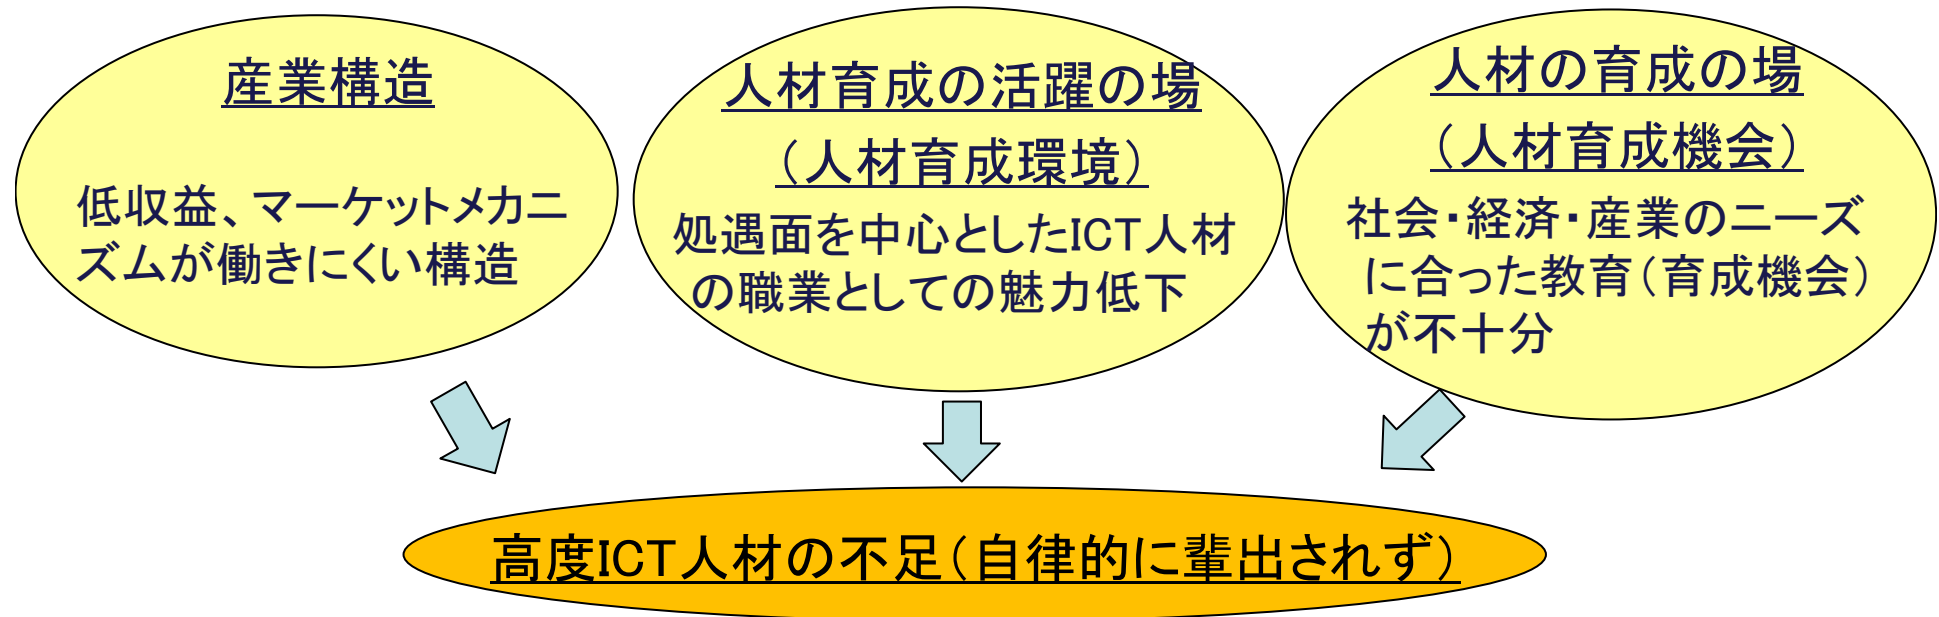 産業構造
低収益、マーケットメカニ
ズムが働きにくい構造
人材育成の活躍の場
（人材育成環境）
処遇面を中心としたICT人材
の職業としての魅力低下
人材の育成の場
（人材育成機会）
社会・経済・産業のニーズ
に合った教育（育成機会）
が不十分
高度ICT人材の不足（自律的に輩出されず）